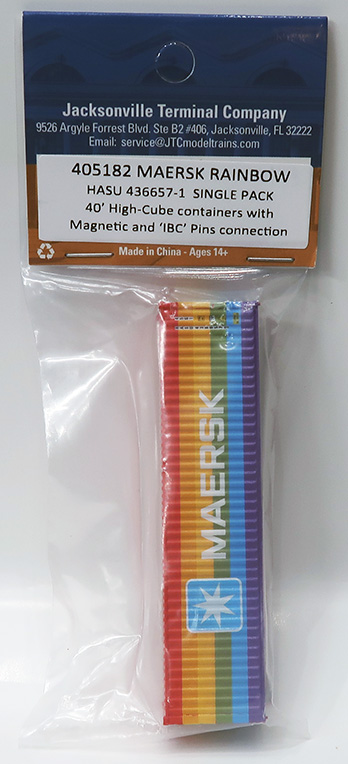 Jacksonville Terminal Company
9526 Argyle Forrest Blvd. Ste B2 #406, Jacksonville, FL 32222
Email: service@JTCmodeltrains.com
405182 MAERSK RAINBOW
HASU 436657-1 SINGLE PACK
40' High-Cube containers with
Magnetic and 'IBC' Pins connection
Made in China - Ages 14+
MAERSK